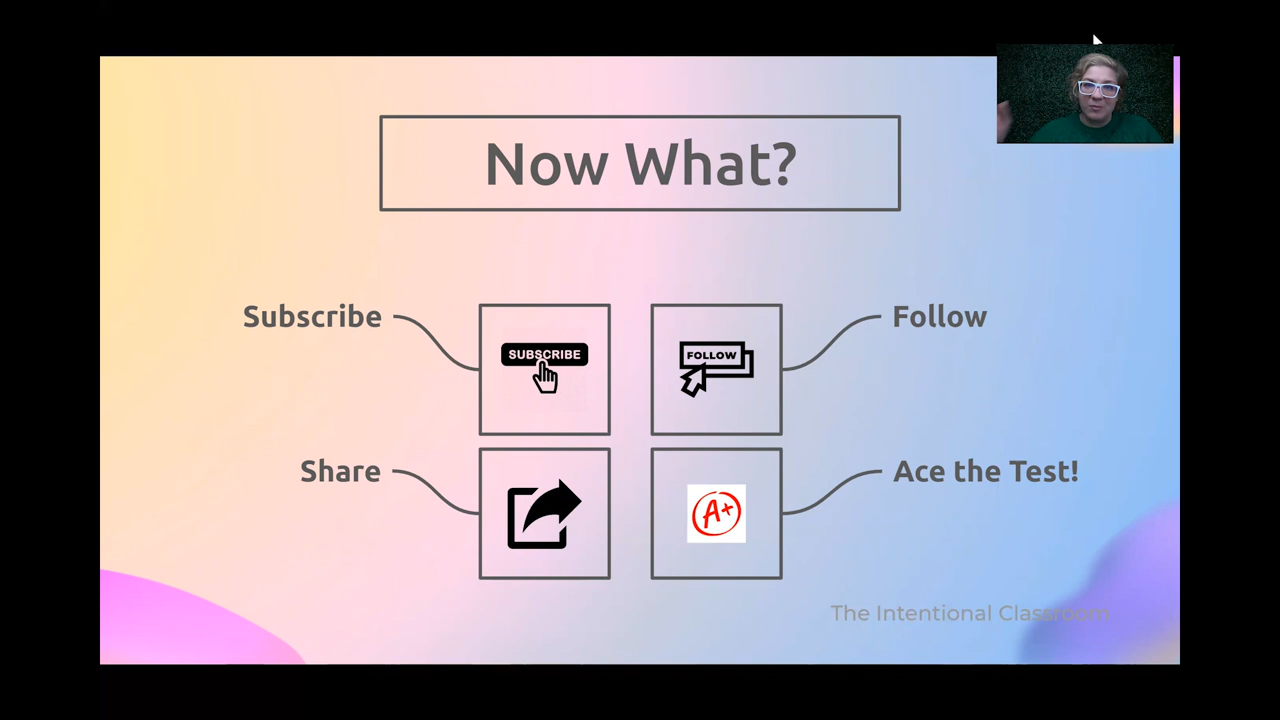 Now What?
Subscribe
SUBSCRIBE
FOLLOW
Follow
Share
A+
Ace the Test!
The Intentional Classroom